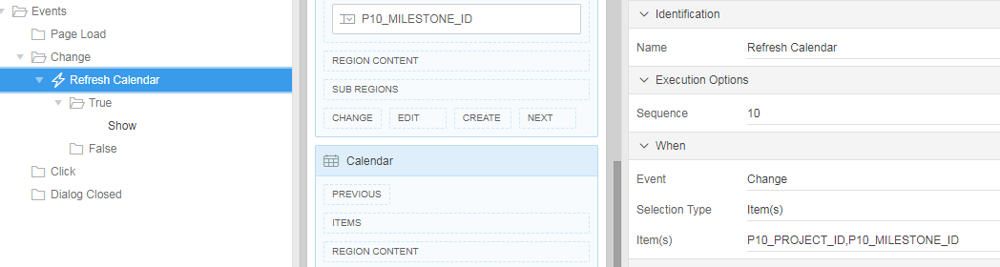 Events
Page Load
Change
Refresh Calendar
True
Show
False
Click
Dialog Closed
P10_MILESTONE_ID
REGION CONTENT
SUB REGIONS
CHANGE EDIT CREATE NEXT
Calendar
PREVIOUS
ITEMS
REGION CONTENT
Identification
Name Refresh Calendar
Execution Options
Sequence 10
When
Event Change
Selection Type Item(s)
Item(s) P10_PROJECT_ID,P10_MILESTONE_ID